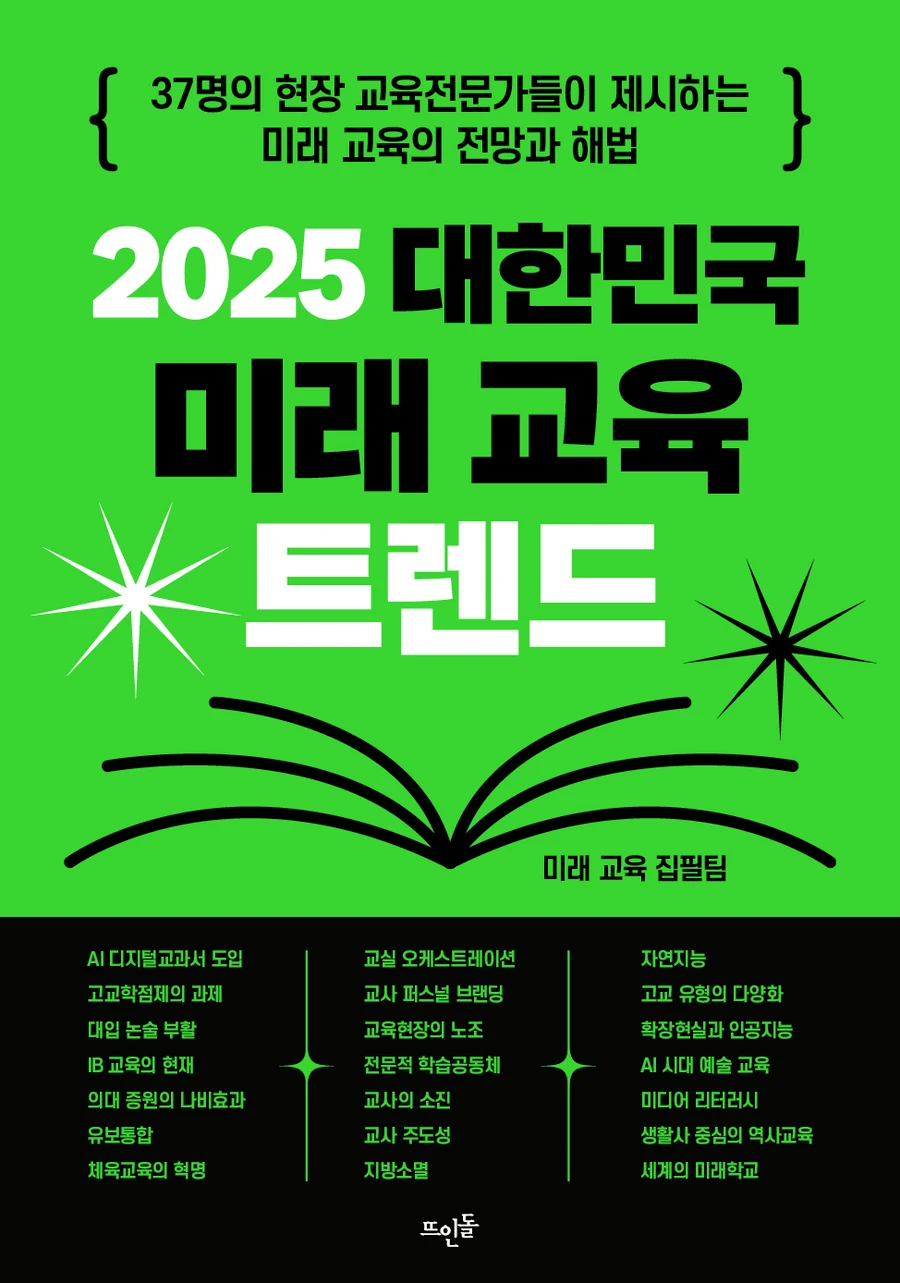 37명의 현장 교육전문가들이 제시하는
미래 교육의 전망과 해법
2025 대한민국
미래 교육
트렌드
미래 교육 집필팀
AI 디지털교과서 도입
고교학점제의 과제
대입 논술 부활
IB 교육의 현재
의대 증원의 나비효과
유보통합
체육교육의 혁명
교실 오케스트레이션
교사 퍼스널 브랜딩
교육현장의 노조
전문적 학습공동체
교사의 소진
교사 주도성
지방소멸
자연지능
고교 유형의 다양화
확장현실과 인공지능
AI 시대 예술 교육
미디어 리터러시
생활사 중심의 역사교육
세계의 미래학교
뜨인돌